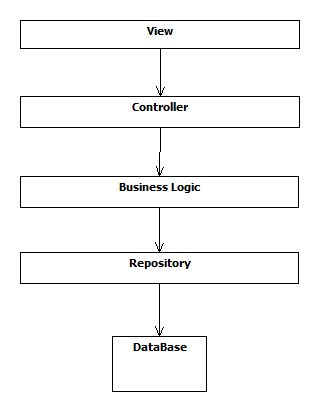 View
Controller
Business Logic
Repository
DataBase